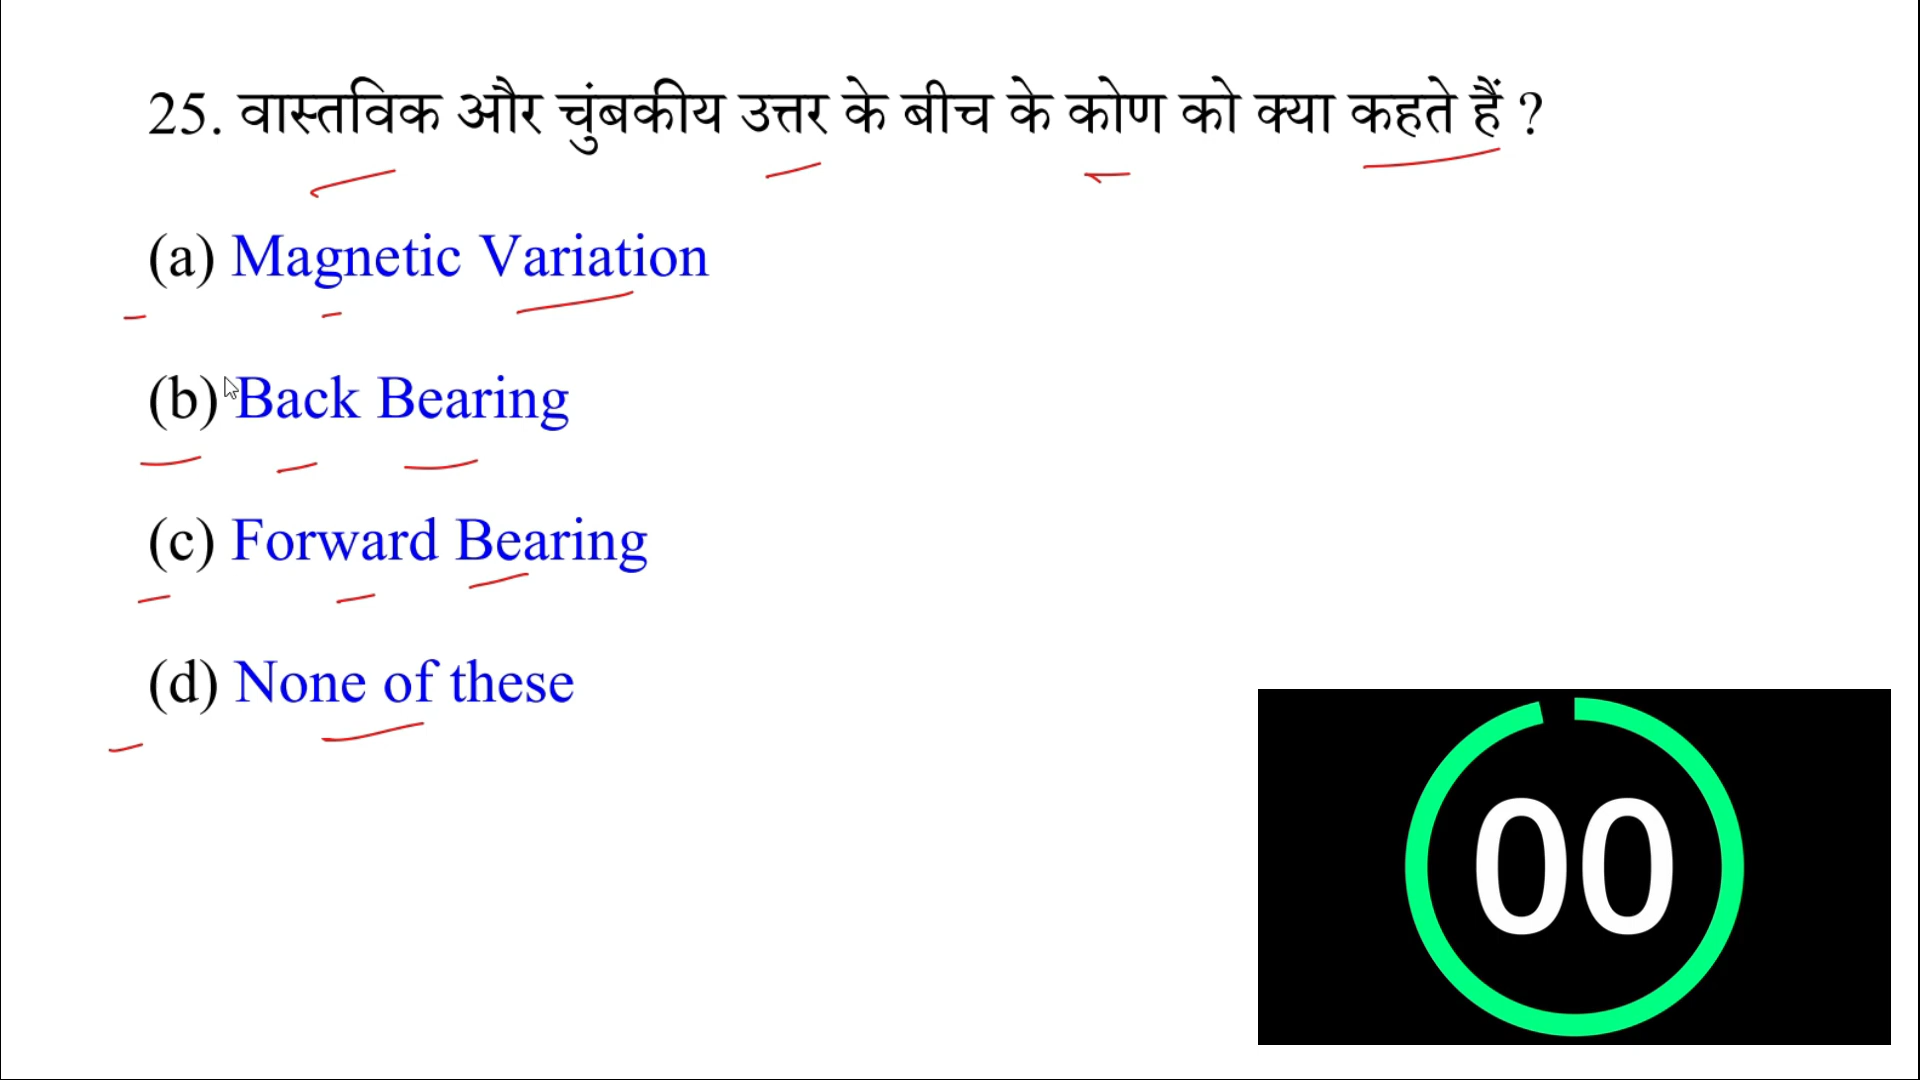 25. वास्तविक और चुंबकीय उत्तर के बीच के कोण को क्या कहते हैं ?
(a) Magnetic Variation
(b) Back Bearing
(c) Forward Bearing
(d) None of these
00